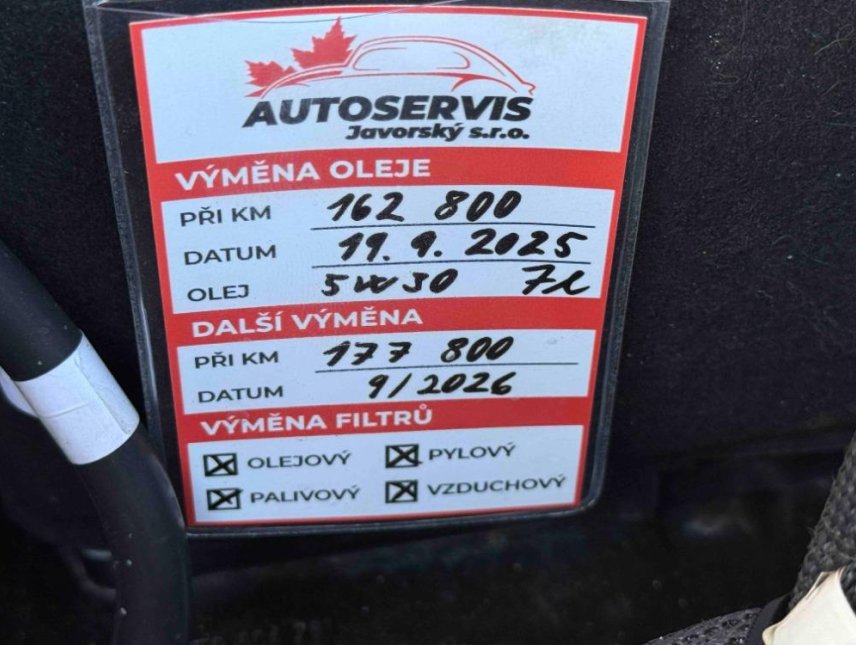 AUTOSERVIS
Javorský s.r.o.
VÝMĚNA OLEJE
PŘI KM 162 800
DATUM 19.9.2025
OLEJ 5W30 7L
DALŠÍ VÝMĚNA
PŘI KM 177 800
DATUM 9/2026
VÝMĚNA FILTRŮ
OLEJOVÝ PYLOVÝ
PALIVOVÝ VZDUCHOVÝ